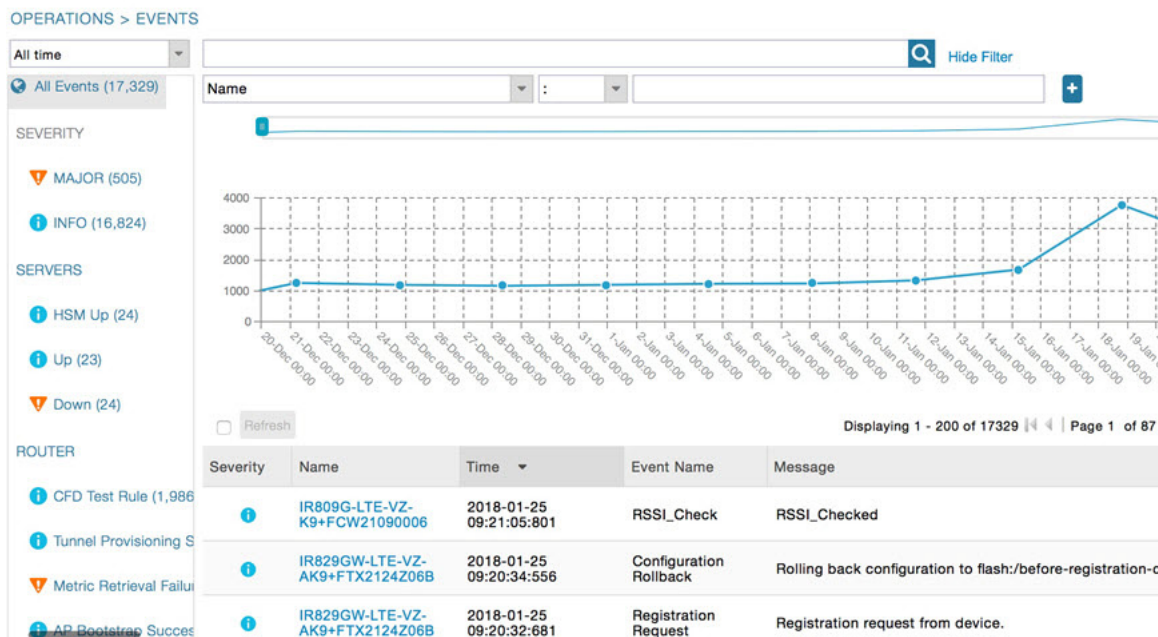 OPERATIONS > EVENTS
All time
Hide Filter
All Events (17,329)
Name
:
+
SEVERITY
MAJOR (505)
INFO (16,824)
SERVERS
HSM Up (24)
Up (23)
Down (24)
ROUTER
CFD Test Rule (1,986
Tunnel Provisioning S
Metric Retrieval Failu
AP Bootstrap Succes
4000
3000
2000
1000
0
20-Dec 00:00
21-Dec 00:00
22-Dec 00:00
23-Dec 00:00
24-Dec 00:00
25-Dec 00:00
26-Dec 00:00
27-Dec 00:00
28-Dec 00:00
29-Dec 00:00
30-Dec 00:00
31-Dec 00:00
1-Jan 00:00
2-Jan 00:00
3-Jan 00:00
4-Jan 00:00
5-Jan 00:00
6-Jan 00:00
7-Jan 00:00
8-Jan 00:00
9-Jan 00:00
10-Jan 00:00
11-Jan 00:00
12-Jan 00:00
13-Jan 00:00
14-Jan 00:00
15-Jan 00:00
16-Jan 00:00
17-Jan 00:00
18-Jan 00:00
19-Jan
Refresh
Displaying 1 - 200 of 17329
Page 1 of 87
Severity Name Time Event Name Message
IR809G-LTE-VZ-
K9+FCW21090006
2018-01-25
09:21:05:801
RSSI_Check
RSSI_Checked
IR829GW-LTE-VZ-
AK9+FTX2124Z06B
2018-01-25
09:20:34:556
Configuration
Rollback
Rolling back configuration to flash:/before-registration-c
IR829GW-LTE-VZ-
AK9+FTX2124Z06B
2018-01-25
09:20:32:681
Registration
Request
Registration request from device.